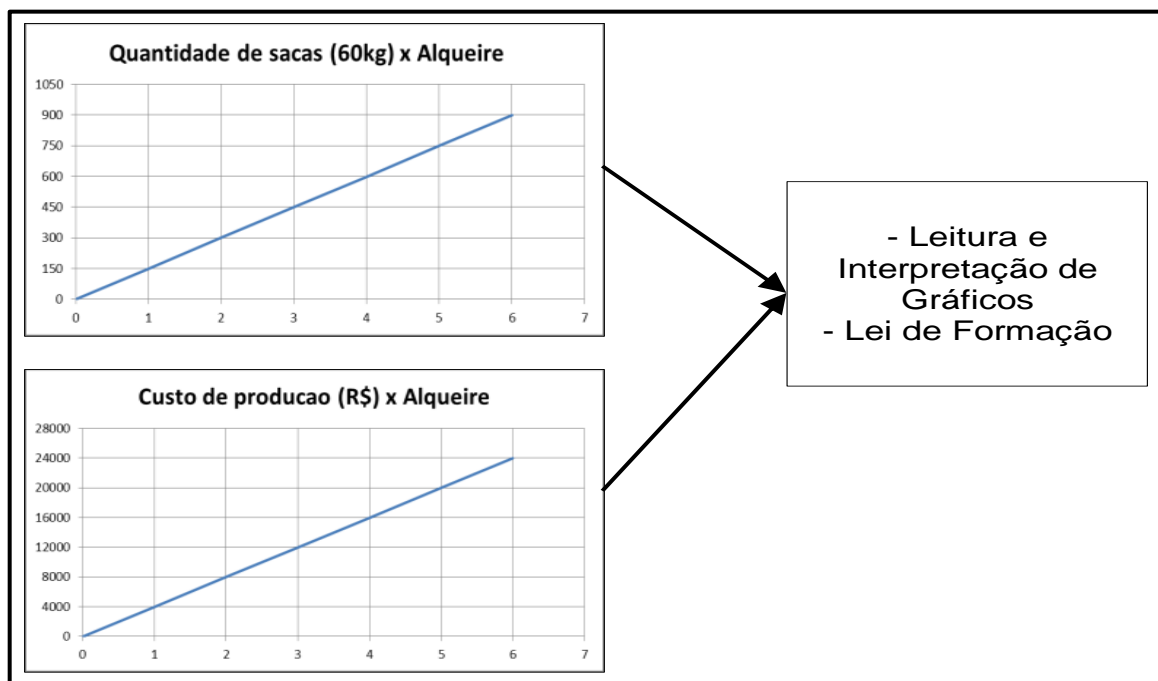 Quantidade de sacas (60kg) x Alqueire
1050
900
750
600
450
300
150
0
0 1 2 3 4 5 6 7
Custo de producao (R$) x Alqueire
28000
24000
20000
16000
12000
8000
4000
0
0 1 2 3 4 5 6 7
- Leitura e
Interpretação de
Gráficos
- Lei de Formação